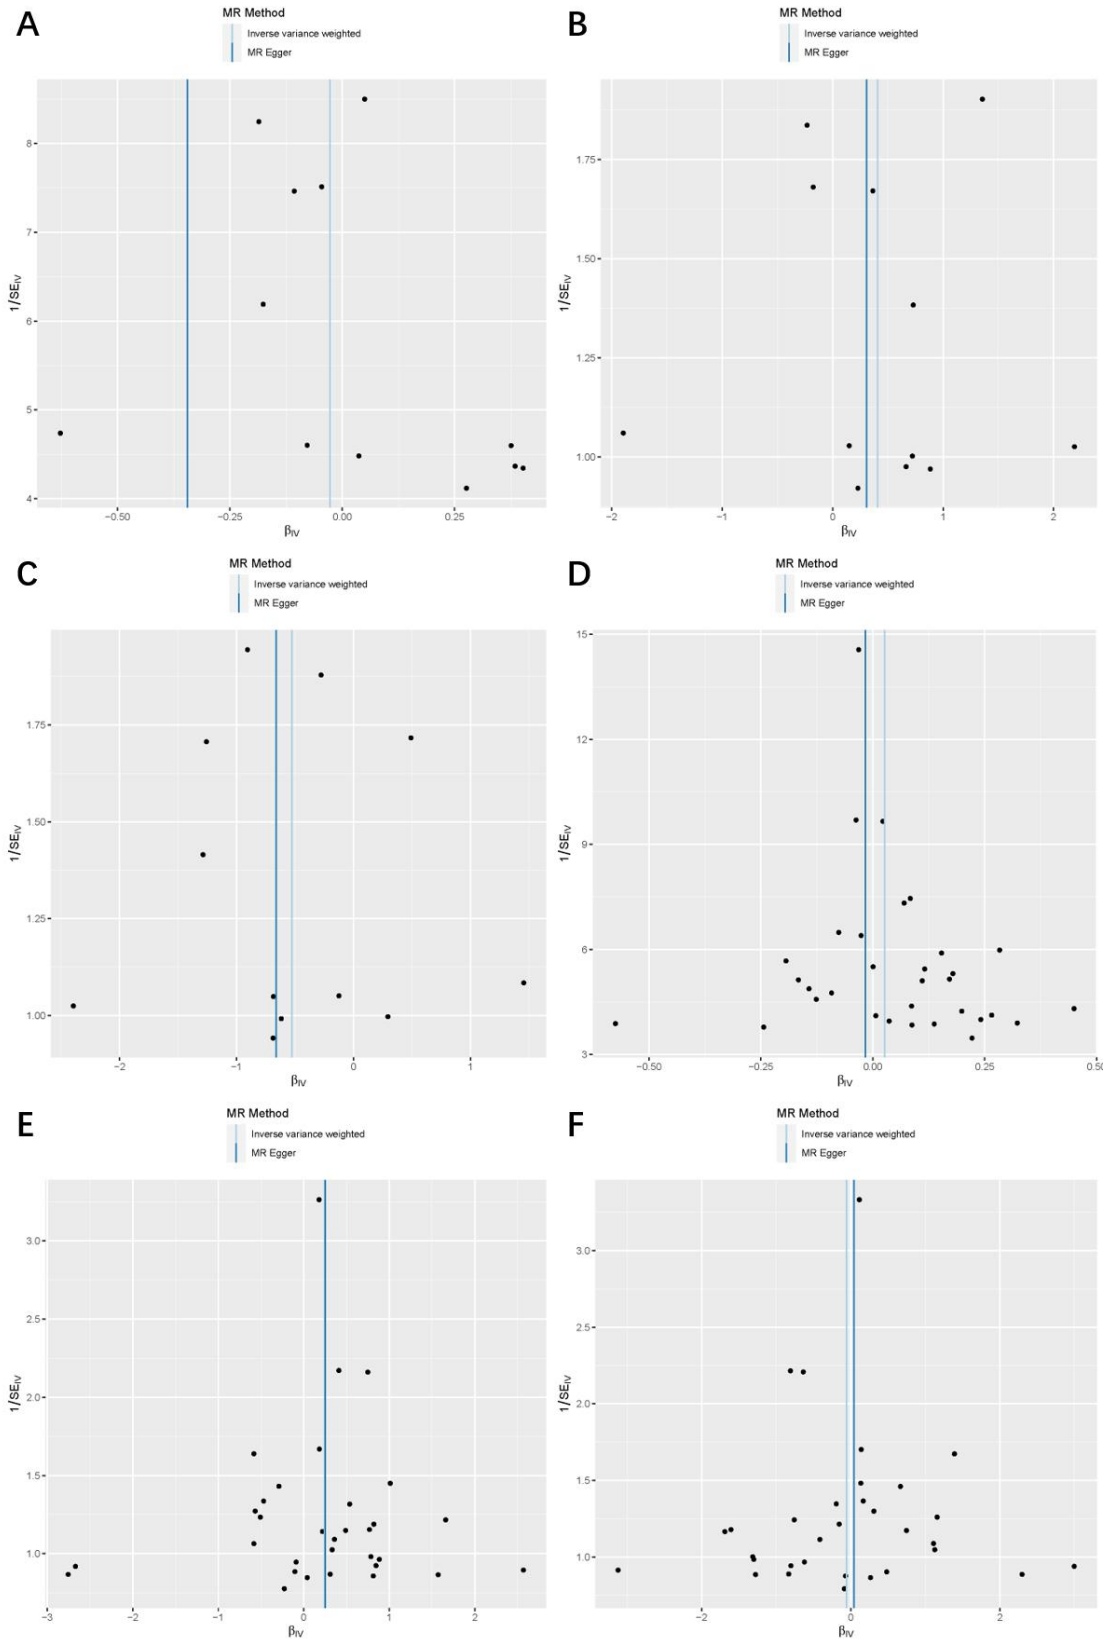 A
MR Method
Inverse variance weighted
MR Egger
8
7
6
5
4
1/SE_IV
−0.50
−0.25
0.00
0.25
β_IV
B
MR Method
Inverse variance weighted
MR Egger
1.75
1.50
1.25
1.00
1/SE_IV
−2
−1
0
1
2
β_IV
C
MR Method
Inverse variance weighted
MR Egger
1.75
1.50
1.25
1.00
1/SE_IV
−2
−1
0
1
β_IV
D
MR Method
Inverse variance weighted
MR Egger
15
12
9
6
3
1/SE_IV
−0.50
−0.25
0.00
0.25
0.50
β_IV
E
MR Method
Inverse variance weighted
MR Egger
3.0
2.5
2.0
1.5
1.0
1/SE_IV
−3
−2
−1
0
1
2
β_IV
F
MR Method
Inverse variance weighted
MR Egger
3.0
2.5
2.0
1.5
1.0
1/SE_IV
−2
0
2
β_IV